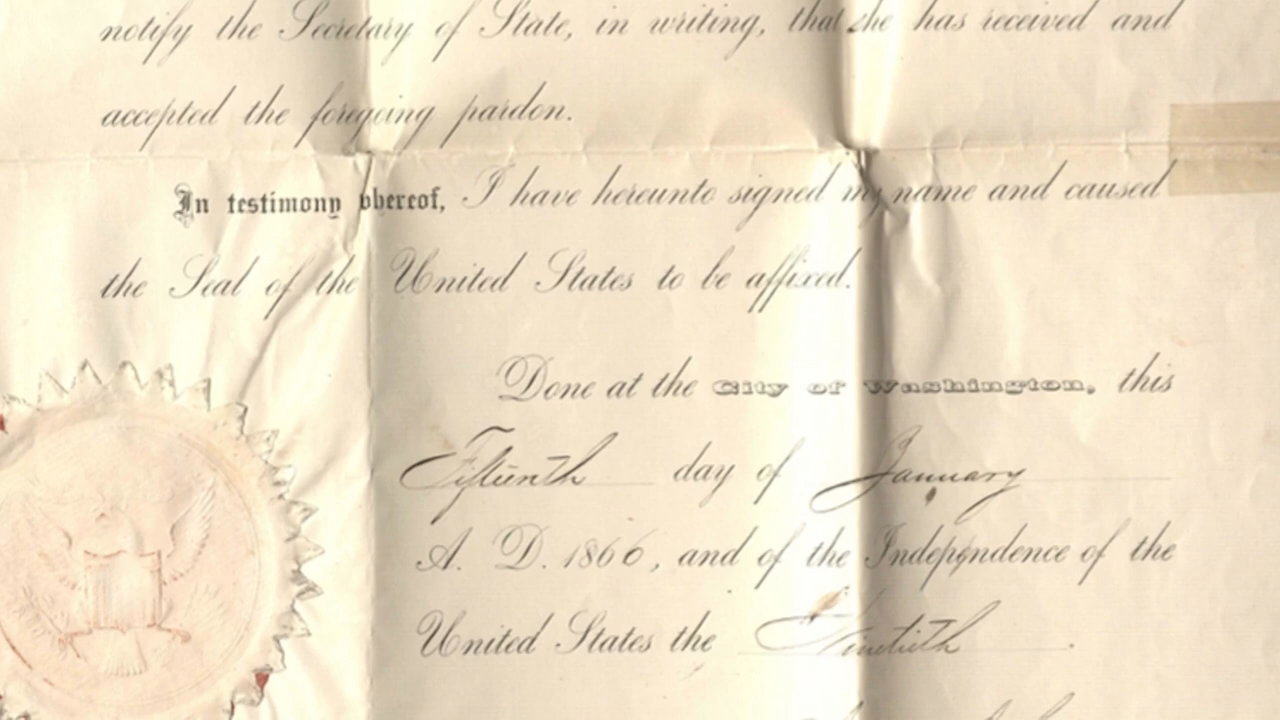 notify the Secretary of State, in writing, that she has received and
accepted the foregoing pardon.
In testimony whereof, I have hereunto signed my name and caused
the Seal of the United States to be affixed.
Done at the City of Washington, this
Fifteenth day of January
A. D. 1866, and of the Independence of the
United States the Ninetieth.